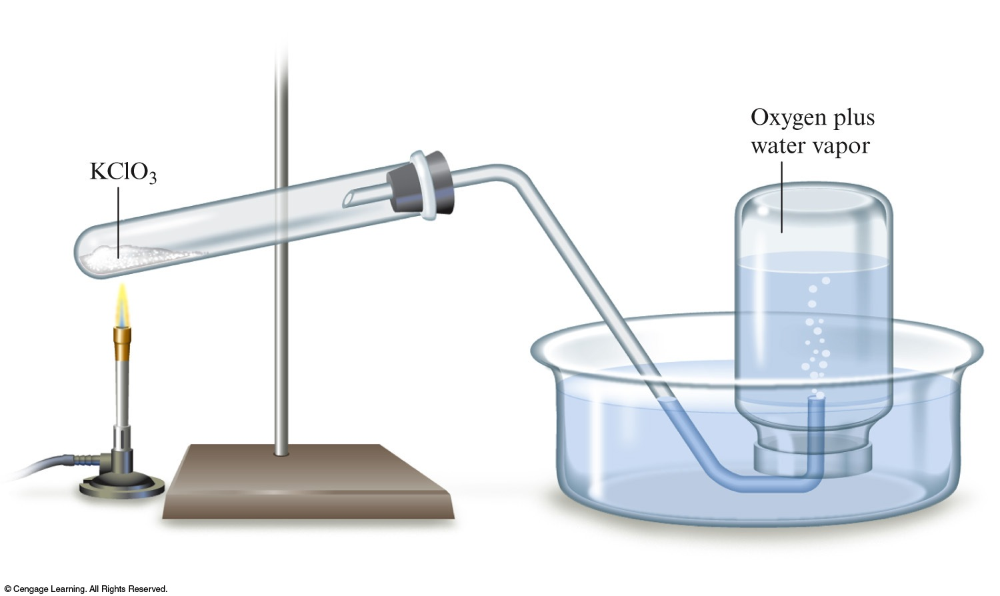 Oxygen plus
water vapor
KClO₃
© Cengage Learning. All Rights Reserved.